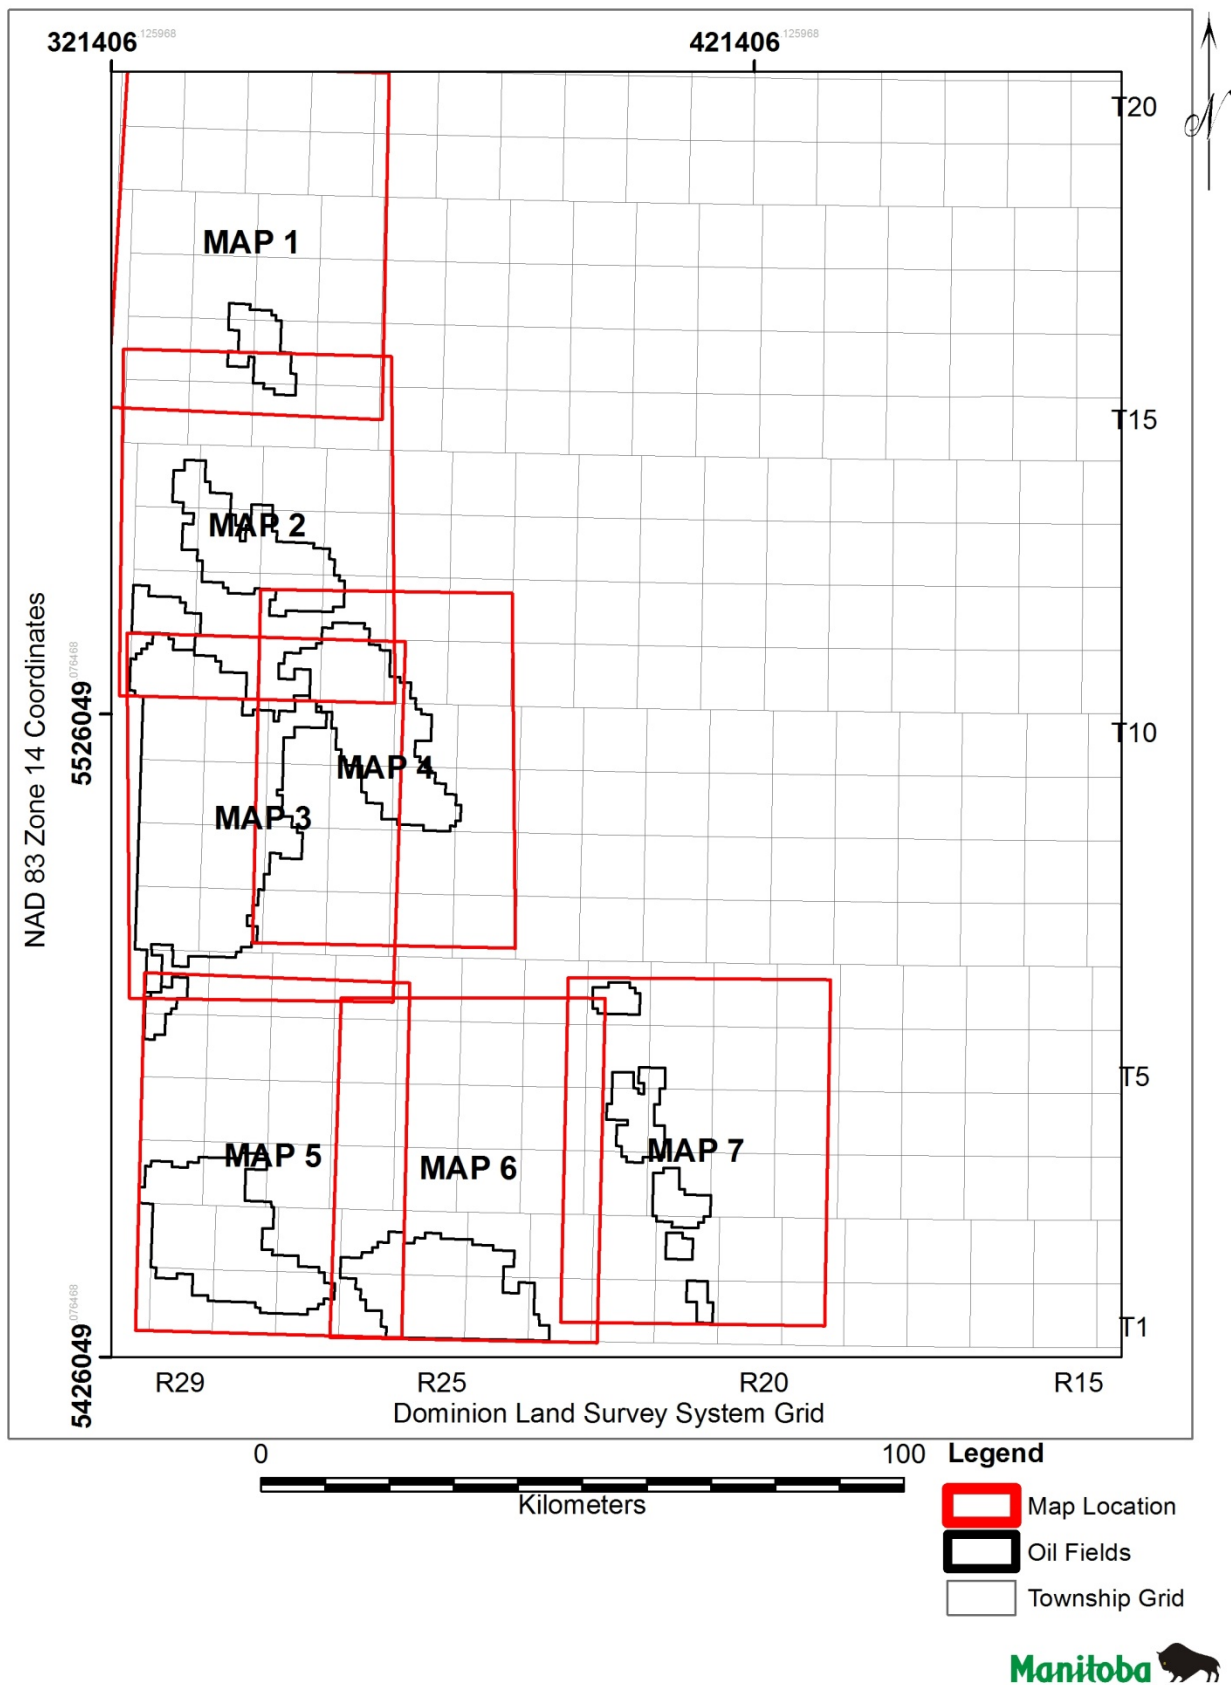 321406 125968
421406 125968
N
T20
MAP 1
T15
MAP 2
NAD 83 Zone 14 Coordinates
5526049 .076468
T10
MAP 4
MAP 3
T5
MAP 5
MAP 6
MAP 7
5426049 .076468
T1
R29 R25 R20 R15
Dominion Land Survey System Grid
0 100
Kilometers
Legend
Map Location
Oil Fields
Township Grid
Manitoba